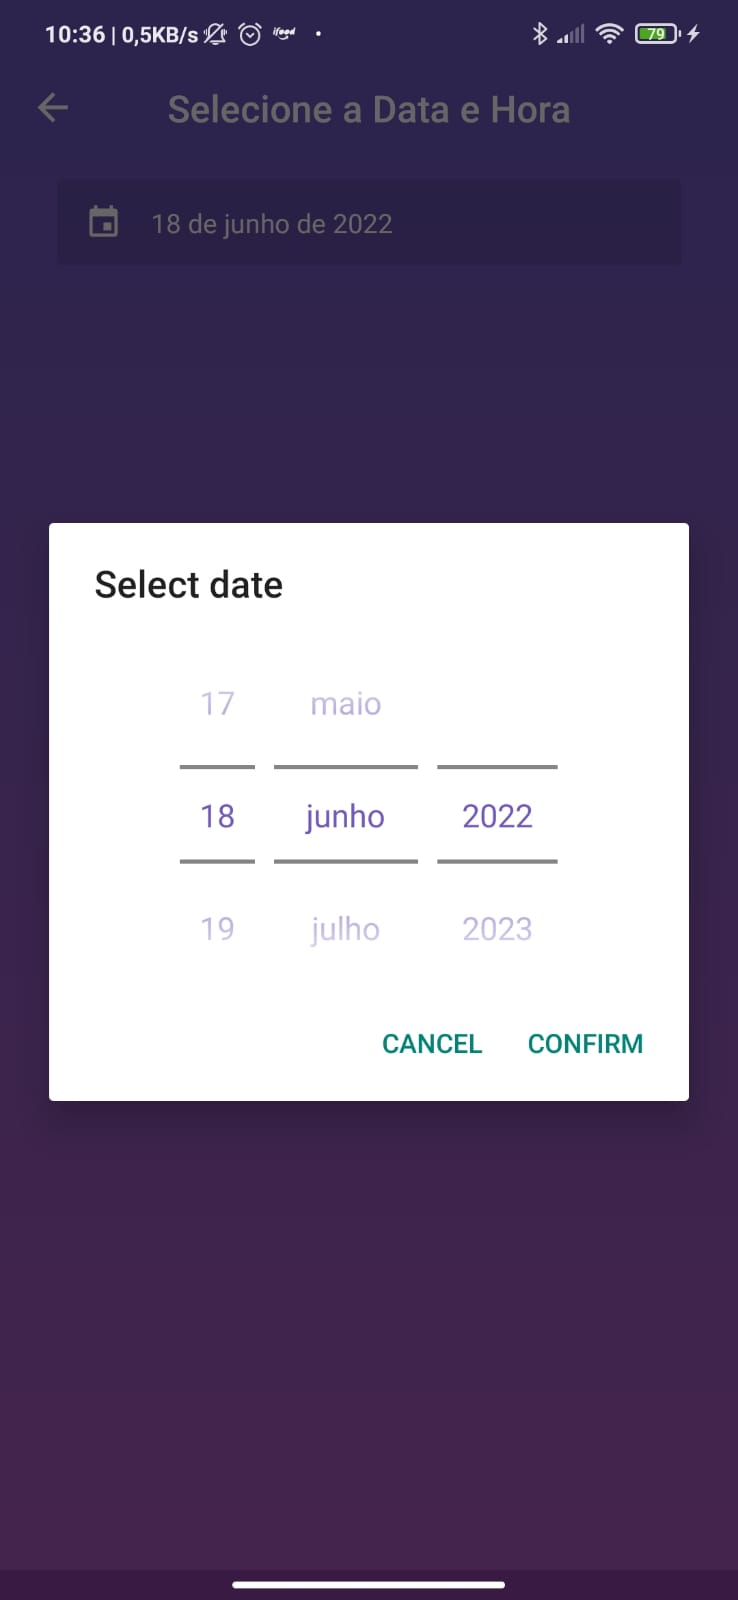 10:36 | 0,5KB/s ifood 79
Selecione a Data e Hora
18 de junho de 2022
Select date
17 maio
18 junho 2022
19 julho 2023
CANCEL CONFIRM